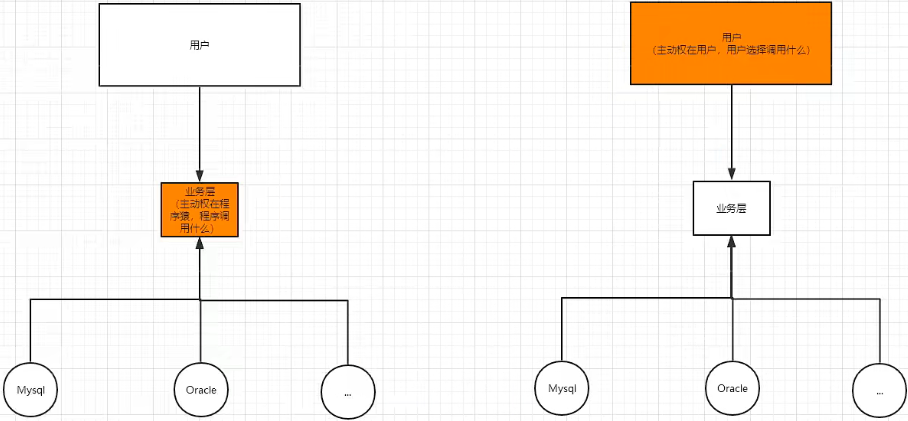 用户
业务层
（主动权在程
序猿，程序调
用什么）
Mysql
Oracle
...
用户
（主动权在用户，用户选择调用什么）
业务层
Mysql
Oracle
...